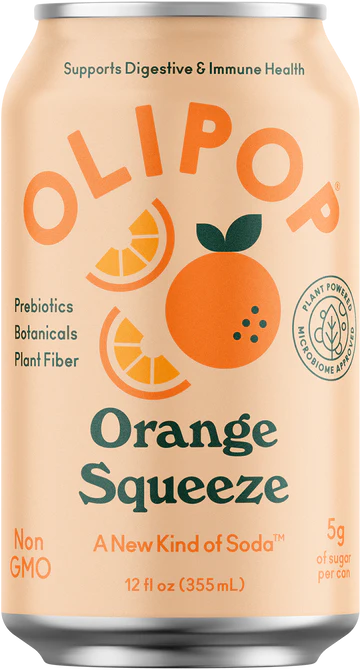 Supports Digestive & Immune Health
OLIPOP®
Prebiotics
Botanicals
Plant Fiber
PLANT POWERED
MICROBIOME APPROVED
Orange
Squeeze
Non
GMO
A New Kind of Soda™
5g
of sugar
per can
12 fl oz (355 mL)